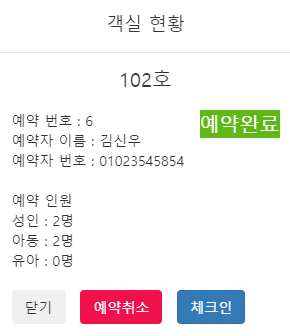 객실 현황
102호
예약 번호 : 6
예약완료
예약자 이름 : 김신우
예약자 번호 : 01023545854
예약 인원
성인 : 2명
아동 : 2명
유아 : 0명
닫기 예약취소 체크인